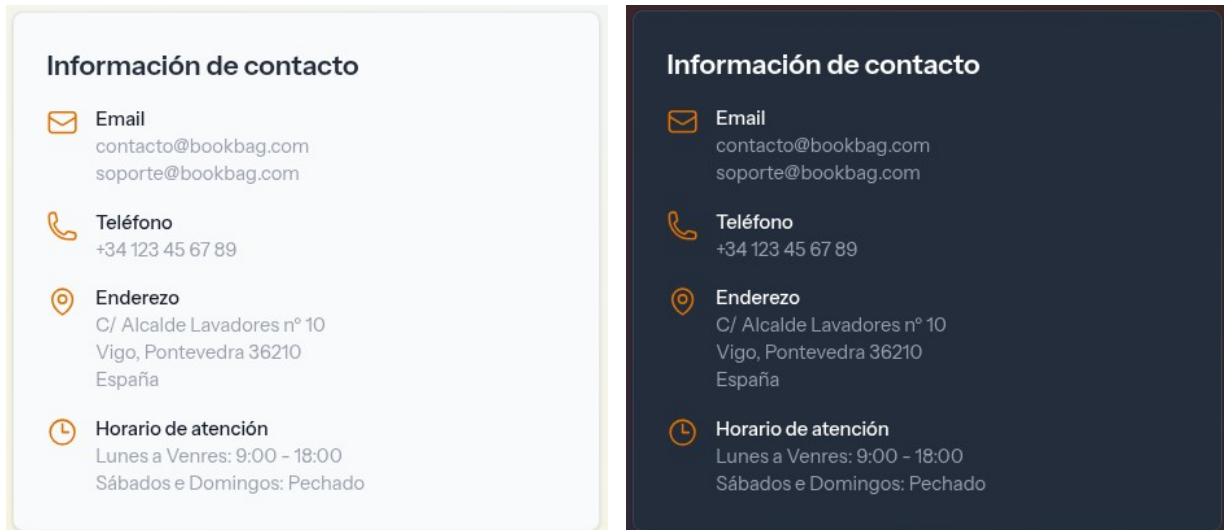 Información de contacto
Email
contacto@bookbag.com
soporte@bookbag.com
Teléfono
+34 123 45 67 89
Enderezo
C/ Alcalde Lavadores nº 10
Vigo, Pontevedra 36210
España
Horario de atención
Lunes a Venres: 9:00 - 18:00
Sábados e Domingos: Pechado
Información de contacto
Email
contacto@bookbag.com
soporte@bookbag.com
Teléfono
+34 123 45 67 89
Enderezo
C/ Alcalde Lavadores nº 10
Vigo, Pontevedra 36210
España
Horario de atención
Lunes a Venres: 9:00 - 18:00
Sábados e Domingos: Pechado